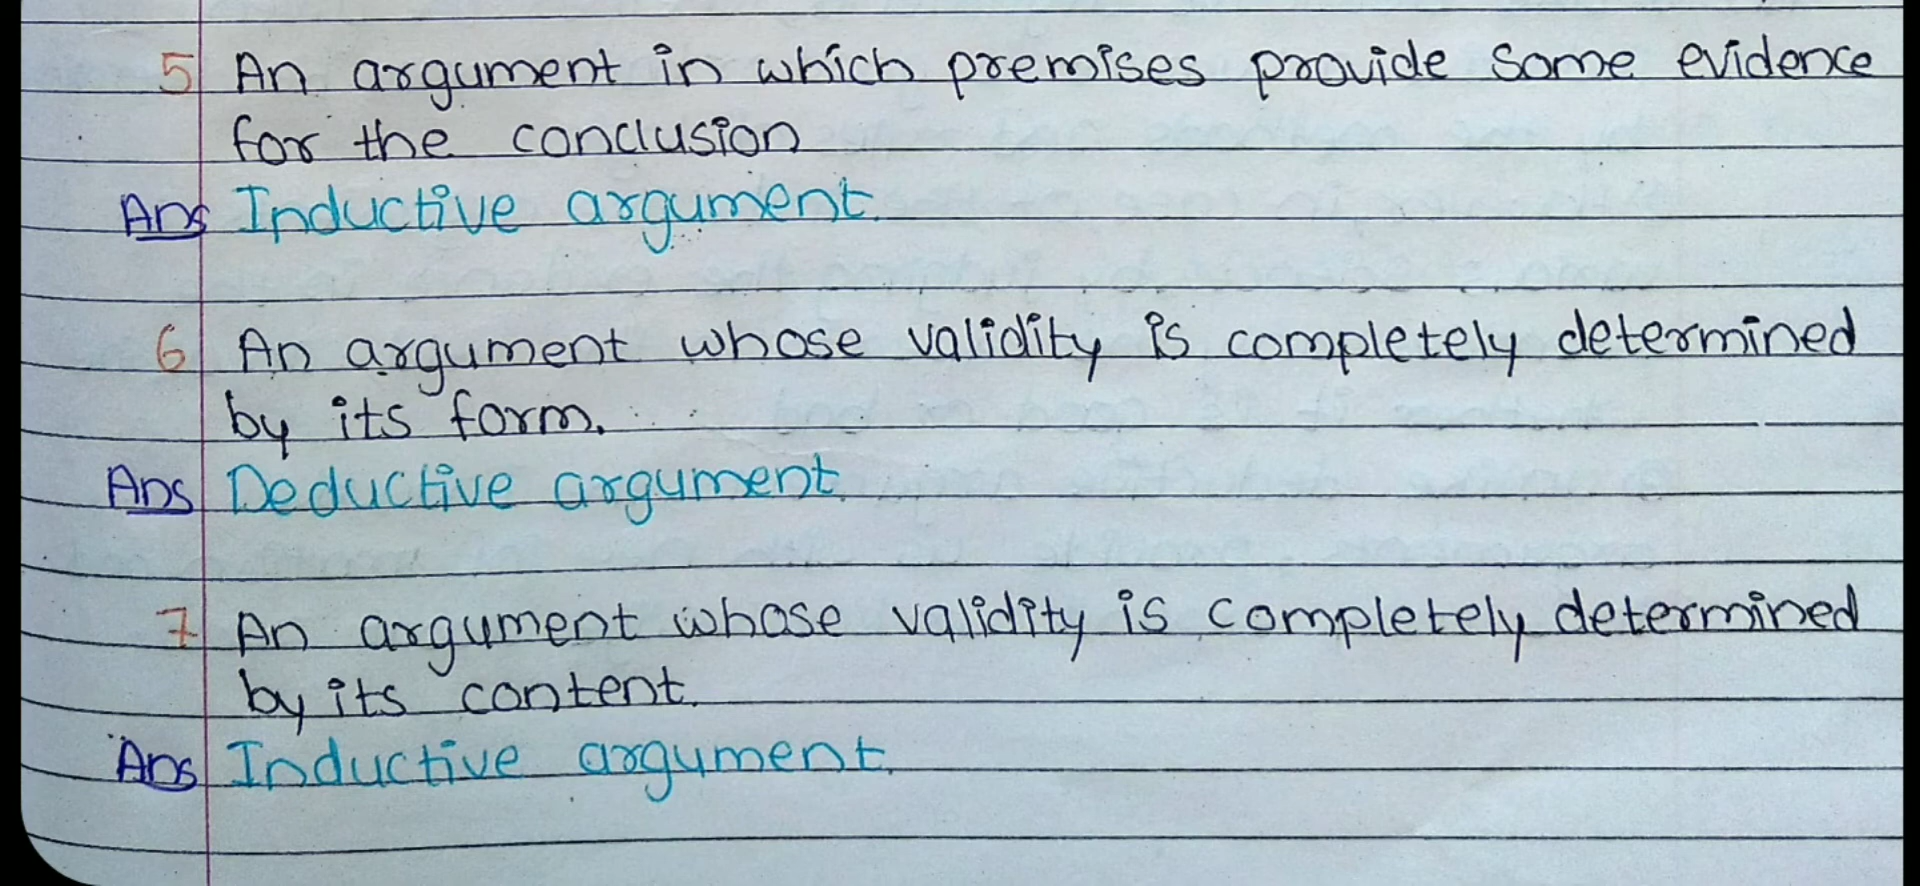 5 An argument in which premises provide some evidence
for the conclusion
Ans Inductive argument.
6 An argument whose validity is completely determined
by its form.
Ans Deductive argument.
7 An argument whose validity is completely determined
by its content.
Ans Inductive argument.